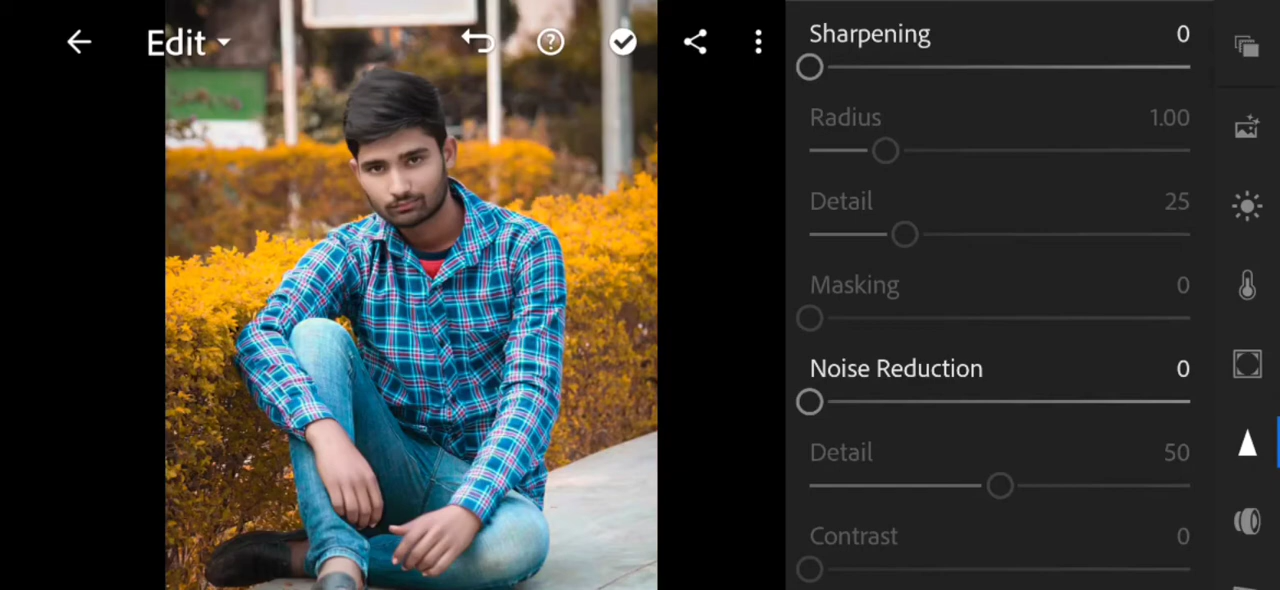 Edit
Sharpening 0
Radius 1.00
Detail 25
Masking 0
Noise Reduction 0
Detail 50
Contrast 0